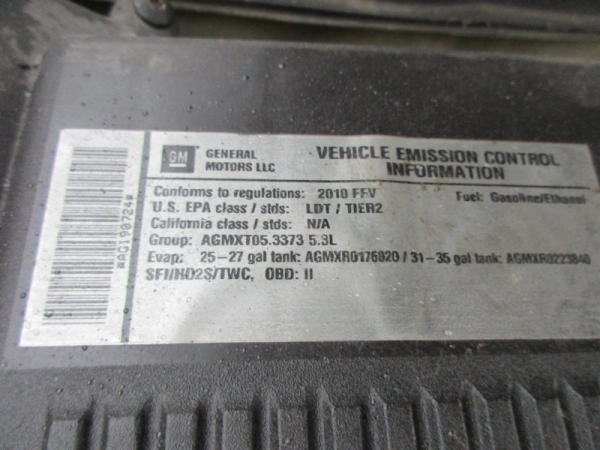 GM GENERAL MOTORS LLC
VEHICLE EMISSION CONTROL INFORMATION
Conforms to regulations: 2010 FFV Fuel: Gasoline/Ethanol
U.S. EPA class / stds: LDT / TIER2
California class / stds: N/A
Group: AGMXT05.3373 5.3L
Evap: 25-27 gal tank: AGMXR0176820 / 31-35 gal tank: AGMXR0223840
SFI/HO2S/TWC, OBD: II